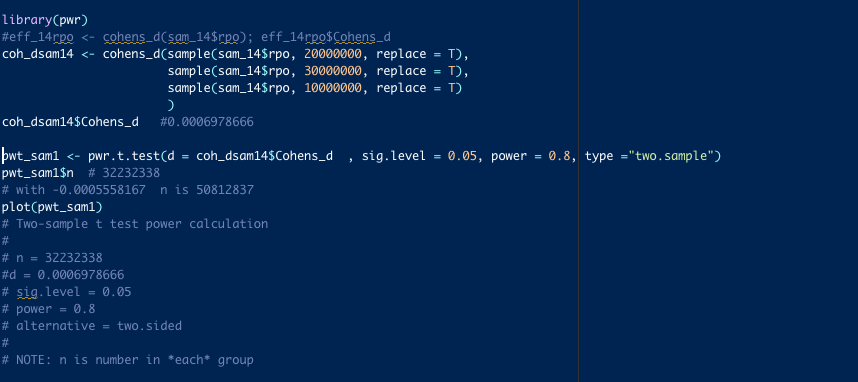 library(pwr)
#eff_14rpo <- cohens_d(sam_14$rpo); eff_14rpo$Cohens_d
coh_dsam14 <- cohens_d(sample(sam_14$rpo, 20000000, replace = T),
sample(sam_14$rpo, 30000000, replace = T),
sample(sam_14$rpo, 10000000, replace = T)
)
coh_dsam14$Cohens_d #0.0006978666
pwt_sam1 <- pwr.t.test(d = coh_dsam14$Cohens_d , sig.level = 0.05, power = 0.8, type ="two.sample")
pwt_sam1$n # 32232338
# with -0.0005558167 n is 50812837
plot(pwt_sam1)
# Two-sample t test power calculation
#
# n = 32232338
#d = 0.0006978666
# sig.level = 0.05
# power = 0.8
# alternative = two.sided
#
# NOTE: n is number in *each* group